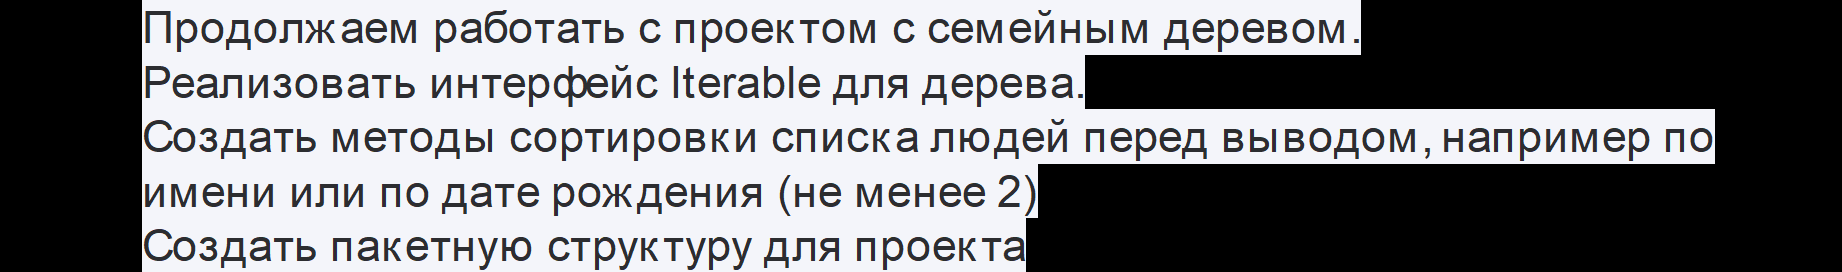 Продолжаем работать с проектом с семейным деревом.
Реализовать интерфейс Iterable для дерева.
Создать методы сортировки списка людей перед выводом, например по
имени или по дате рождения (не менее 2)
Создать пакетную структуру для проекта